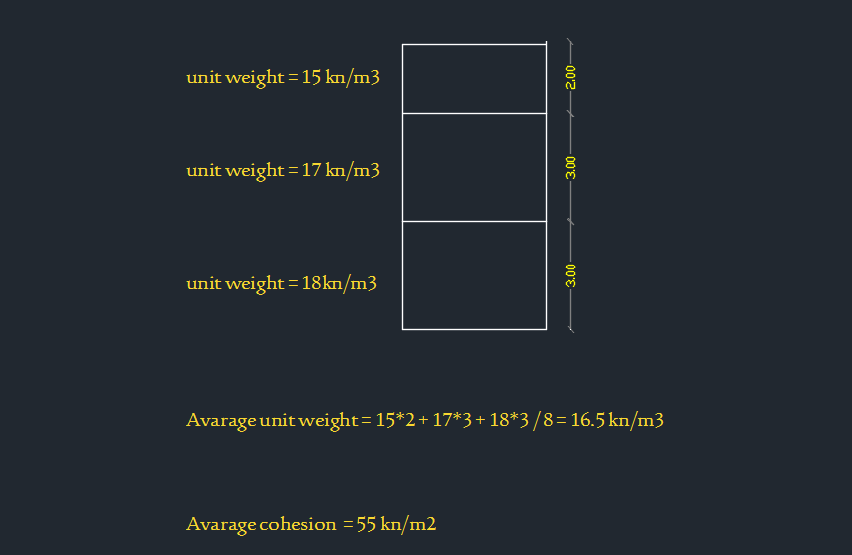 unit weight = 15 kn/m3
2.00
unit weight = 17 kn/m3
3.00
unit weight = 18kn/m3
3.00
Avarage unit weight = 15*2 + 17*3 + 18*3 / 8 = 16.5 kn/m3
Avarage cohesion = 55 kn/m2